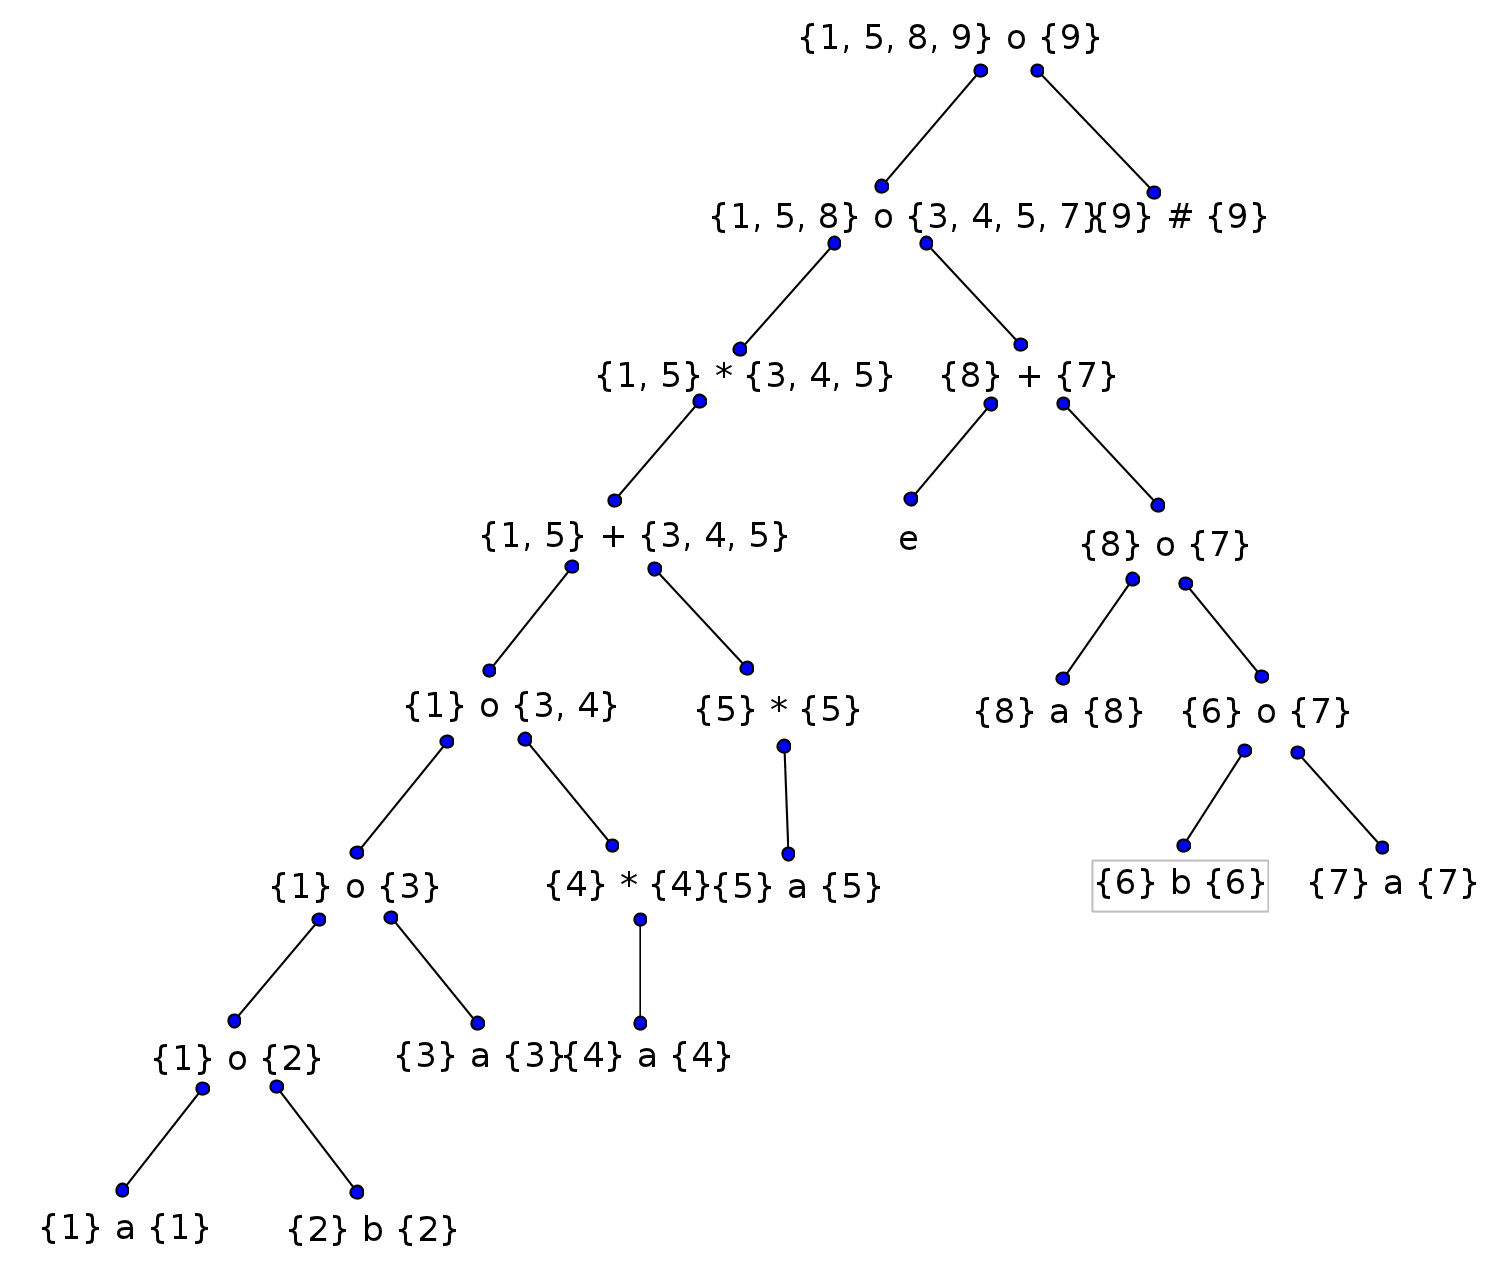 {1, 5, 8, 9} o {9}
{1, 5, 8} o {3, 4, 5, 7}
{9} # {9}
{1, 5} * {3, 4, 5}
{8} + {7}
{1, 5} + {3, 4, 5}
e
{8} o {7}
{1} o {3, 4}
{5} * {5}
{8} a {8}
{6} o {7}
{1} o {3}
{4} * {4}
{5} a {5}
{6} b {6}
{7} a {7}
{1} o {2}
{3} a {3}
{4} a {4}
{1} a {1}
{2} b {2}